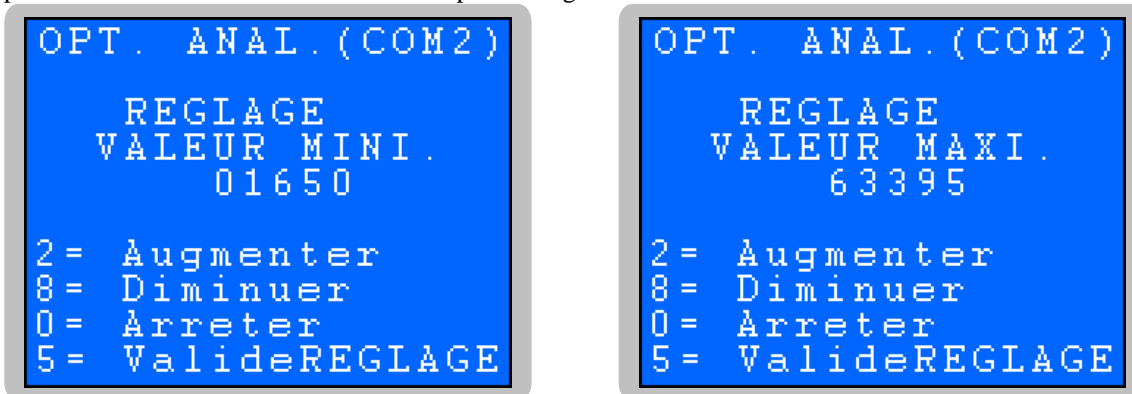 OPT. ANAL.(COM2)
REGLAGE
VALEUR MINI.
01650
2= Augmenter
8= Diminuer
0= Arreter
5= ValideREGLAGE
OPT. ANAL.(COM2)
REGLAGE
VALEUR MAXI.
63395
2= Augmenter
8= Diminuer
0= Arreter
5= ValideREGLAGE